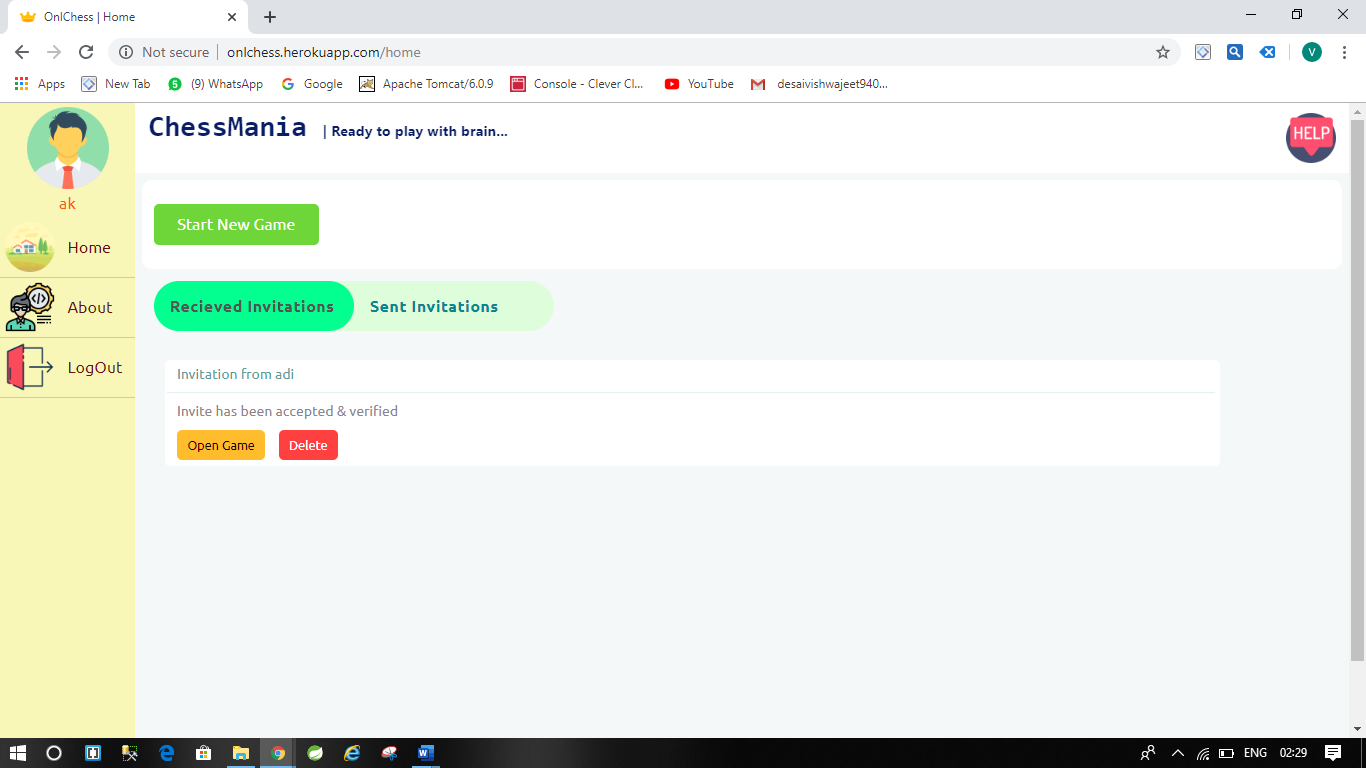 OnlChess | Home
Not secure
onlchess.herokuapp.com/home
V
Apps
New Tab
5
(9) WhatsApp
Google
Apache Tomcat/6.0.9
Console - Clever Cl...
YouTube
desaivishwajeet940...
ChessMania | Ready to play with brain...
HELP
ak
Home
About
LogOut
Start New Game
Recieved Invitations
Sent Invitations
Invitation from adi
Invite has been accepted & verified
Open Game
Delete
ENG
02:29